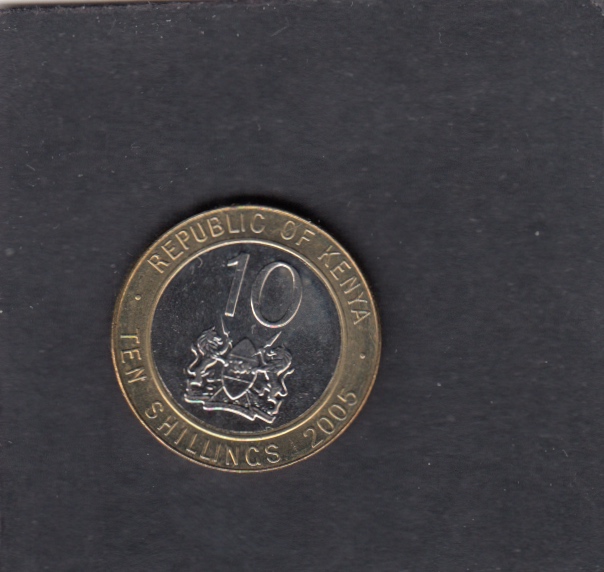 REPUBLIC OF KENYA
10
TEN SHILLINGS 2005